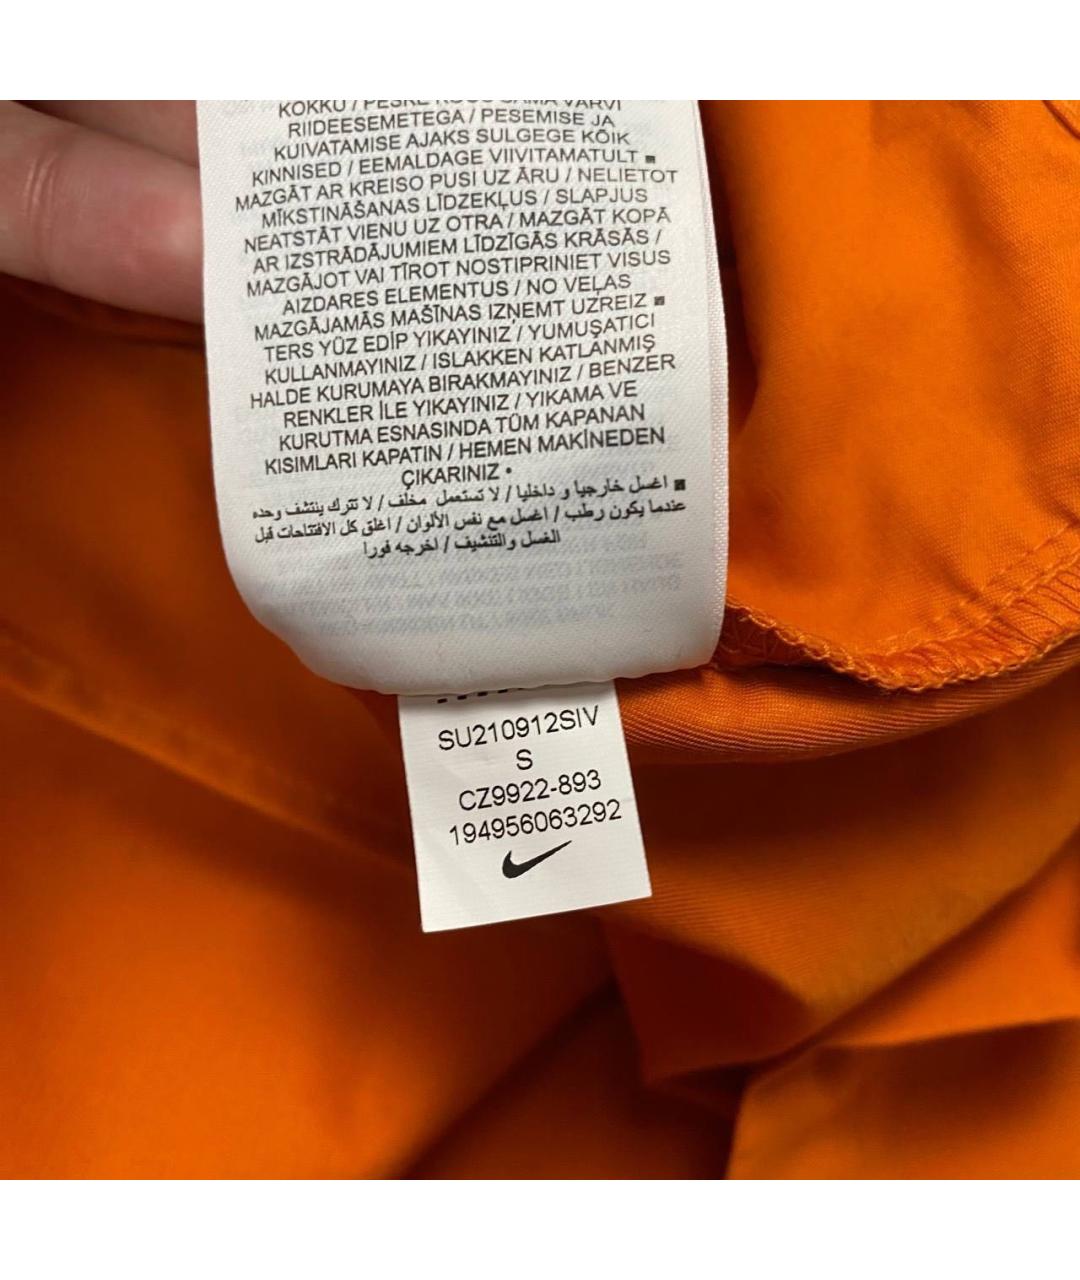 KOKKU / PESKE KOOS SAMA VÄRVI
RIIDEESEMETEGA / PESEMISE JA
KUIVATAMISE AJAKS SULGEGE KÕIK
KINNISED / EEMALDAGE VIIVITAMATULT ■
MAZGĀT AR KREISO PUSI UZ ĀRU / NELIETOT
MĪKSTINĀŠANAS LĪDZEKĻUS / SLAPJUS
NEATSTĀT VIENU UZ OTRA / MAZGĀT KOPĀ
AR IZSTRĀDĀJUMIEM LĪDZĪGĀS KRĀSĀS /
MAZGĀJOT VAI TĪROT NOSTIPRINIET VISUS
AIZDARES ELEMENTUS / NO VEĻAS
MAZGĀJAMĀS MAŠĪNAS IZŅEMT UZREIZ ■
TERS YÜZ EDİP YIKAYINIZ / YUMUŞATICI
KULLANMAYINIZ / ISLAKKEN KATLANMIŞ
HALDE KURUMAYA BIRAKMAYINIZ / BENZER
RENKLER İLE YIKAYINIZ / YIKAMA VE
KURUTMA ESNASINDA TÜM KAPANAN
KISIMLARI KAPATIN / HEMEN MAKİNEDEN
ÇIKARINIZ •
■ اغسل خارجيا و داخليا / لا تستعمل مخلف / لا تترك ينتشف وحده
عندما يكون رطب / اغسل مع نفس الألوان / اغلق كل الافتتاحات قبل
الغسل والتنشيف / اخرجه فورا
SU210912SIV
S
CZ9922-893
194956063292